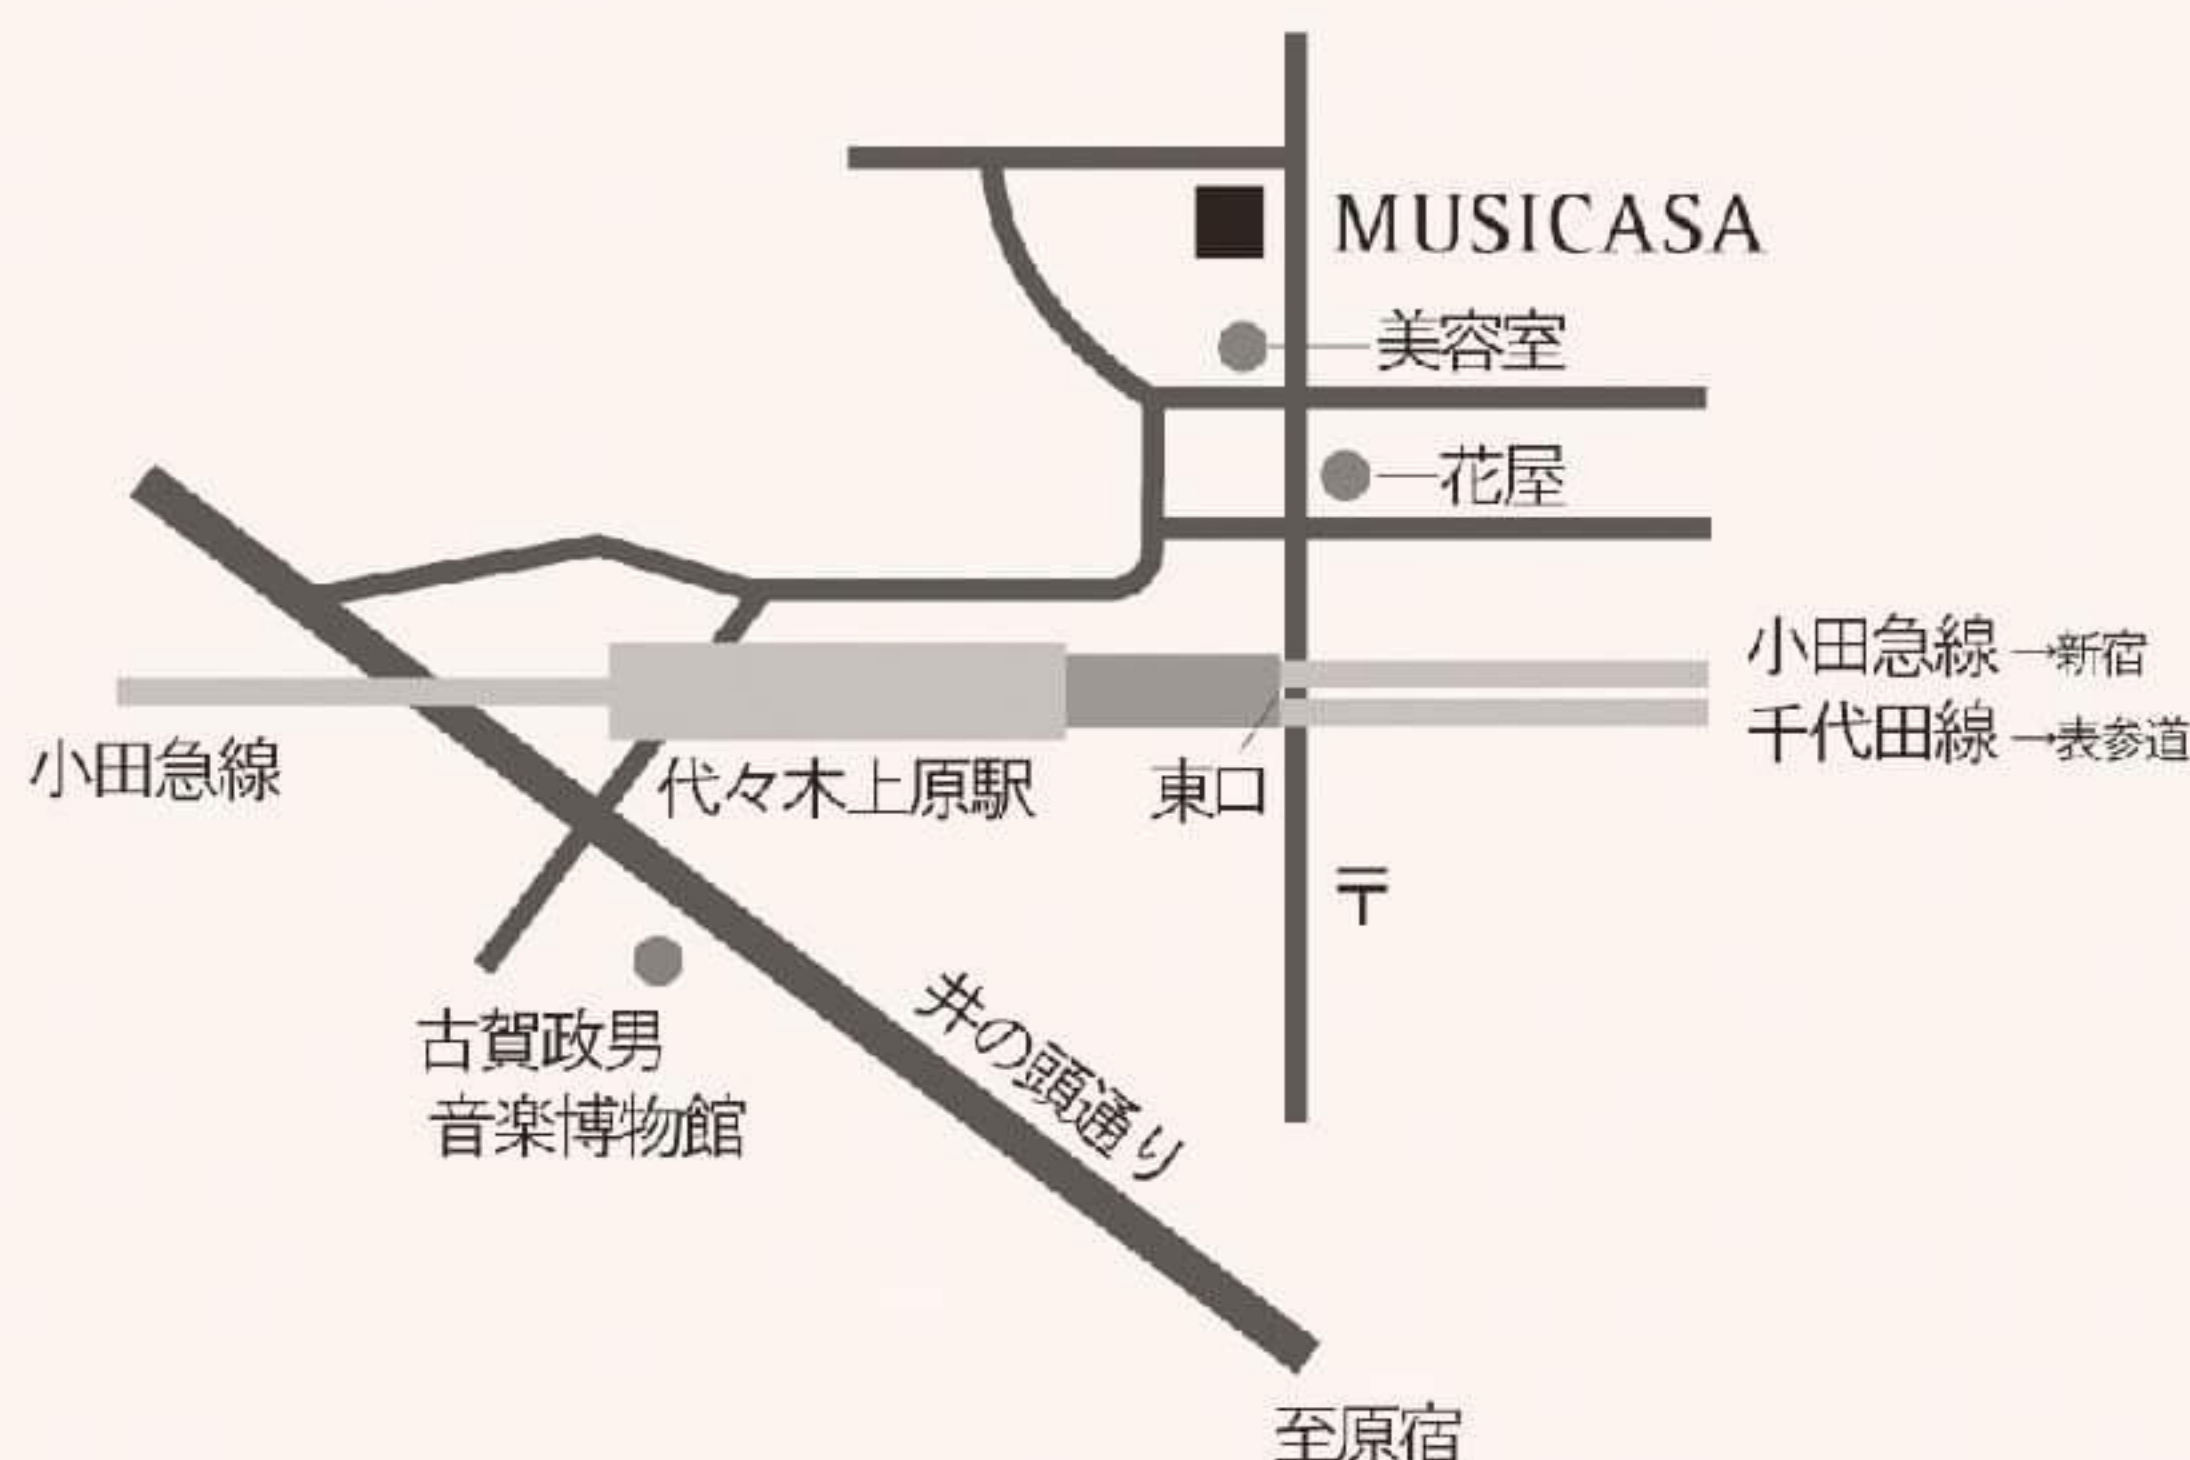 MUSICASA
美容室
花屋
小田急線→新宿
千代田線→表参道
小田急線
代々木上原駅
東口
〒
古賀政男
音楽博物館
井の頭通り
至原宿